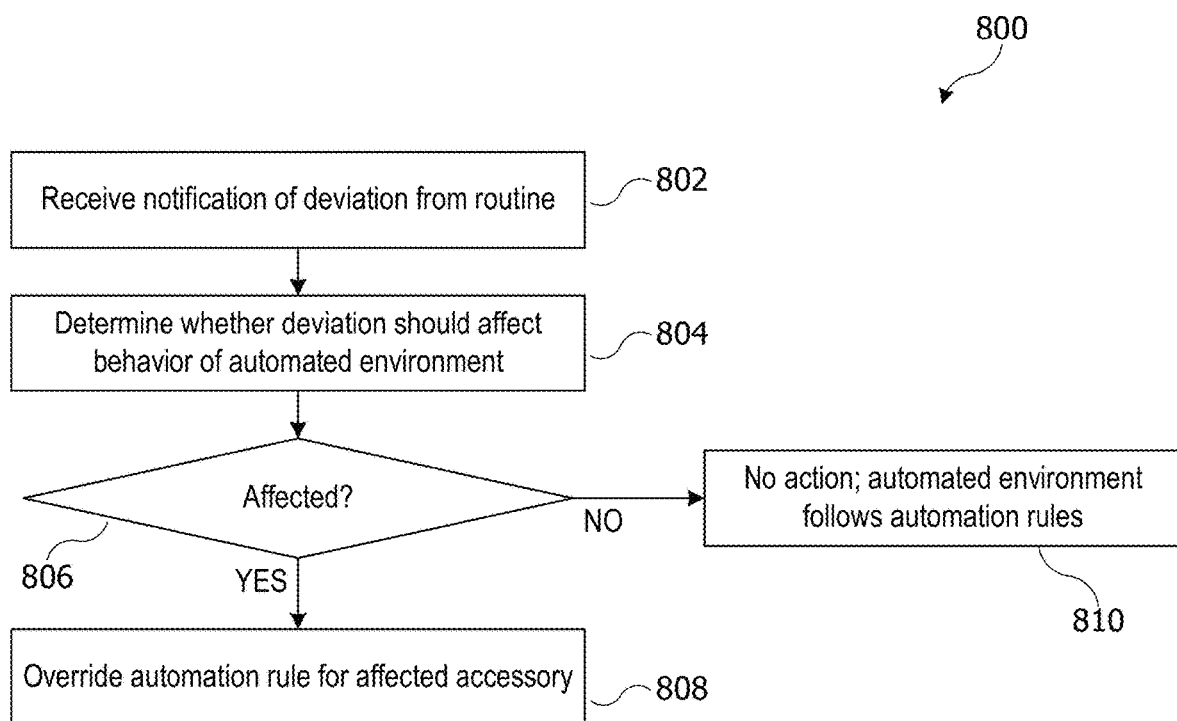 800
Receive notification of deviation from routine
802
Determine whether deviation should affect
behavior of automated environment
804
Affected?
806
NO
YES
No action; automated environment
follows automation rules
810
Override automation rule for affected accessory
808